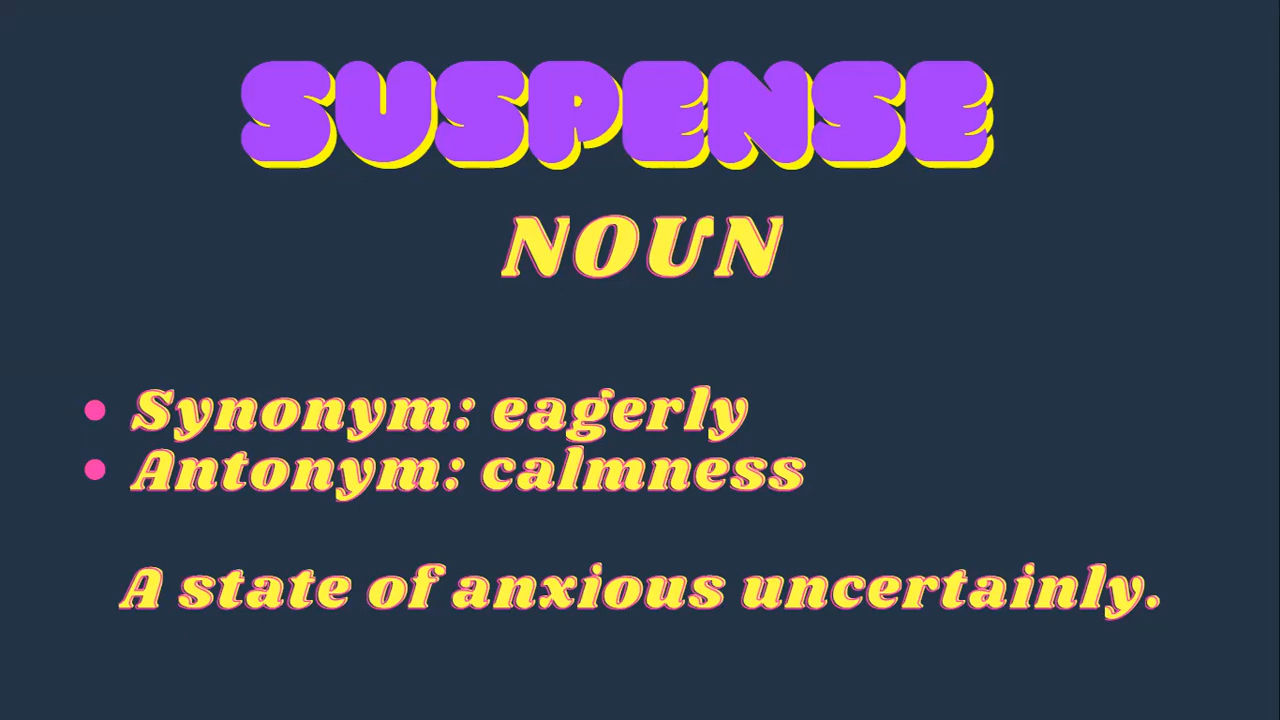 SUSPENSE
NOUN
Synonym: eagerly
Antonym: calmness
A state of anxious uncertainly.